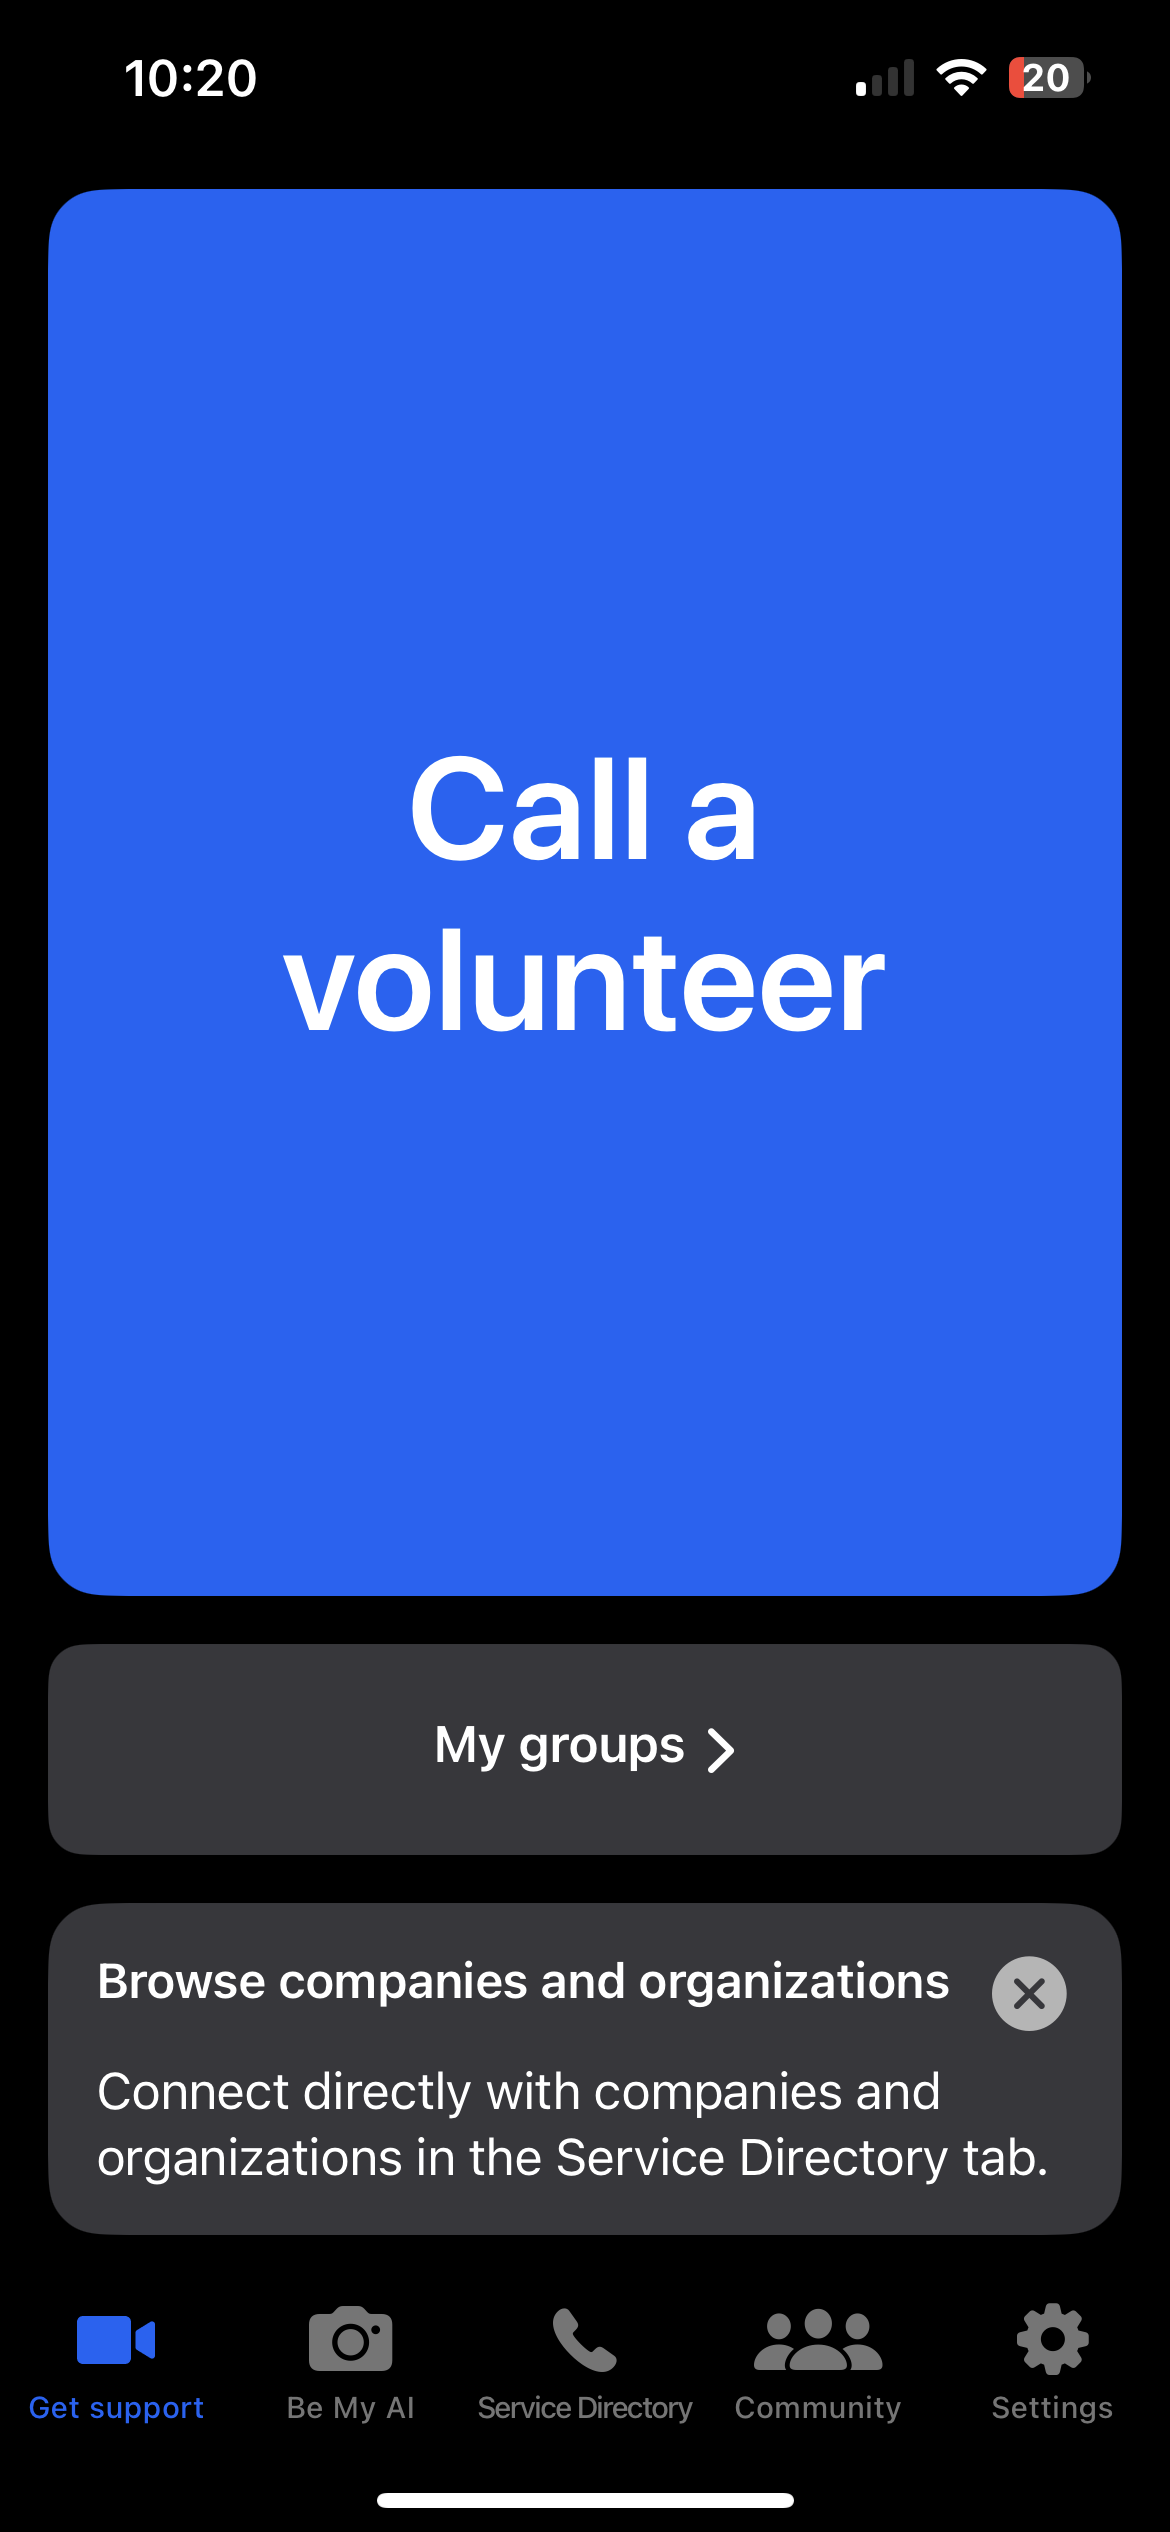 10:20
20
Call a
volunteer
My groups
Browse companies and organizations
Connect directly with companies and
organizations in the Service Directory tab.
Get support
Be My AI
Service Directory
Community
Settings